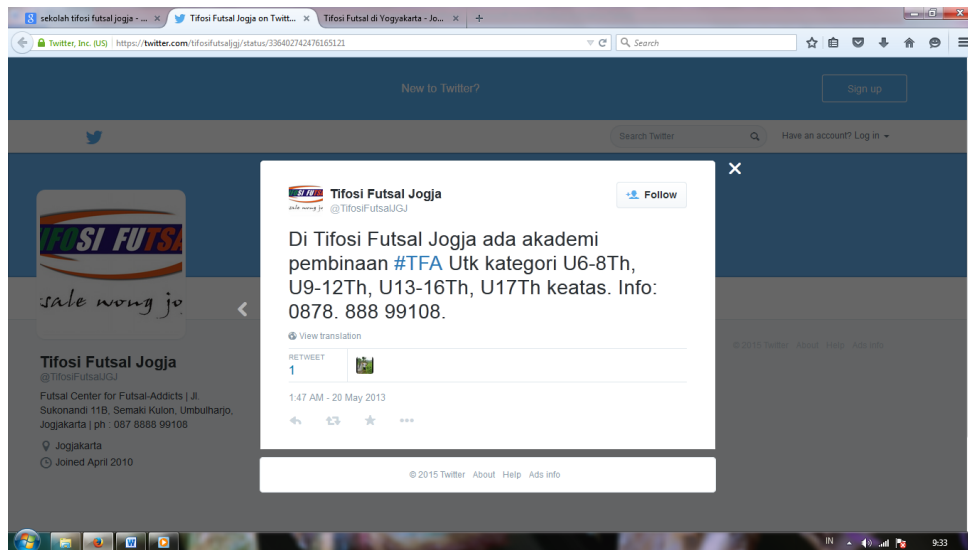 sekolah tifosi futsal jogja - ...
Tifosi Futsal Jogja on Twitt...
Tifosi Futsal di Yogyakarta - Jo...
Twitter, Inc. (US)
https://twitter.com/tifosifutsaljgj/status/336402742476165121
Search
New to Twitter?
Sign up
Search Twitter
Have an account? Log in
Tifosi Futsal Jogja
@TifosiFutsalJGJ
Follow
Di Tifosi Futsal Jogja ada akademi
pembinaan #TFA Utk kategori U6-8Th,
U9-12Th, U13-16Th, U17Th keatas. Info:
0878. 888 99108.
View translation
RETWEET
1
1:47 AM - 20 May 2013
© 2015 Twitter About Help Ads info
IFOSI FUTSA
sale wong jo
Tifosi Futsal Jogja
@TifosiFutsalJGJ
Futsal Center for Futsal-Addicts | Jl.
Sukonandi 11B, Semaki Kulon, Umbulharjo,
Jogjakarta | ph : 087 8888 99108
Jogjakarta
Joined April 2010
© 2015 Twitter About Help Ads info
IN
9:33